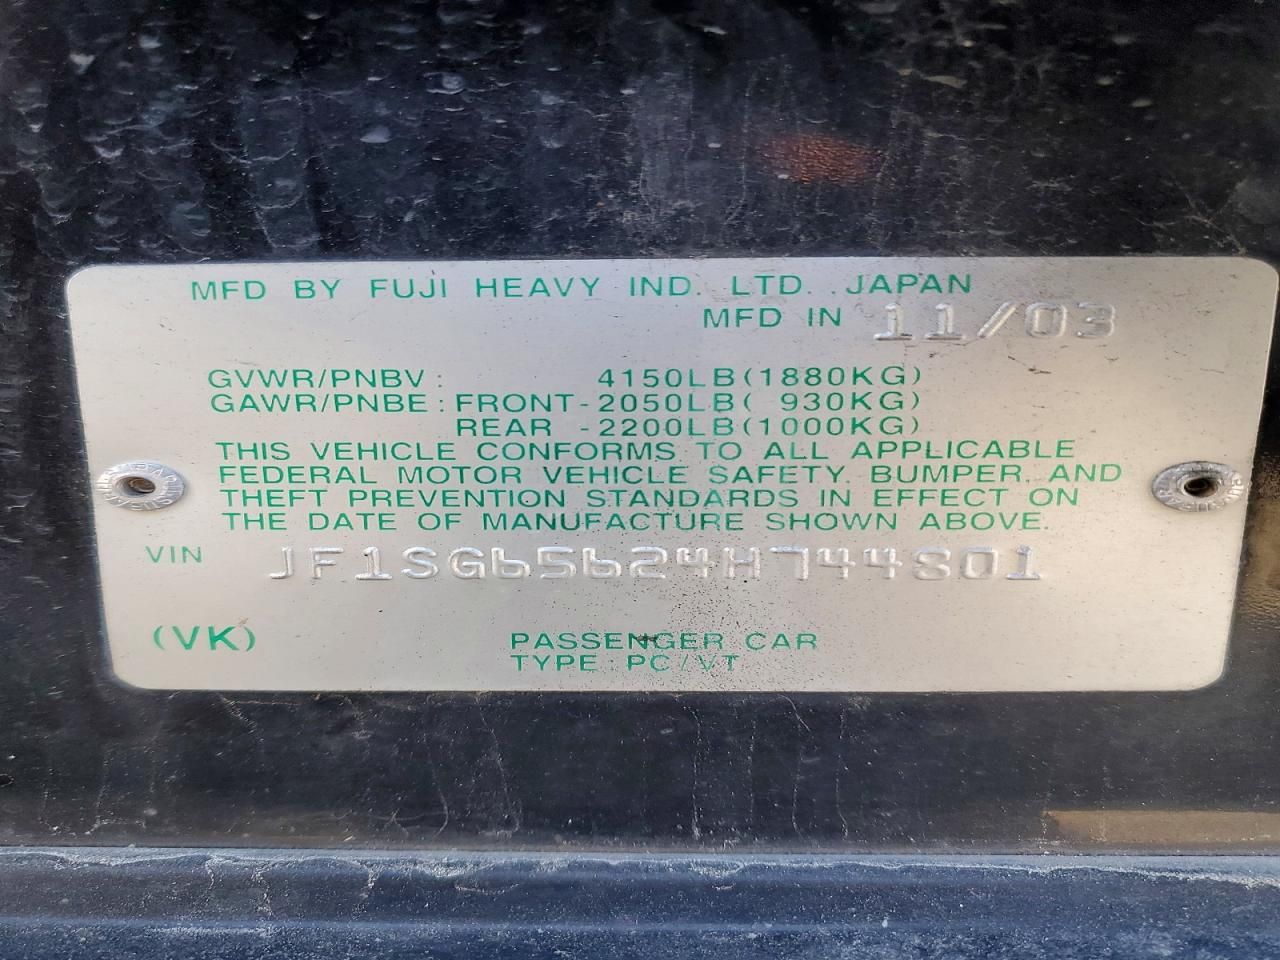 MFD BY FUJI HEAVY IND. LTD. JAPAN
MFD IN 11/03
GVWR/PNBV: 4150LB(1880KG)
GAWR/PNBE: FRONT-2050LB( 930KG)
REAR -2200LB(1000KG)
THIS VEHICLE CONFORMS TO ALL APPLICABLE
FEDERAL MOTOR VEHICLE SAFETY, BUMPER, AND
THEFT PREVENTION STANDARDS IN EFFECT ON
THE DATE OF MANUFACTURE SHOWN ABOVE.
VIN JF1SG65624H744801
(VK) PASSENGER CAR
TYPE: PC/VT